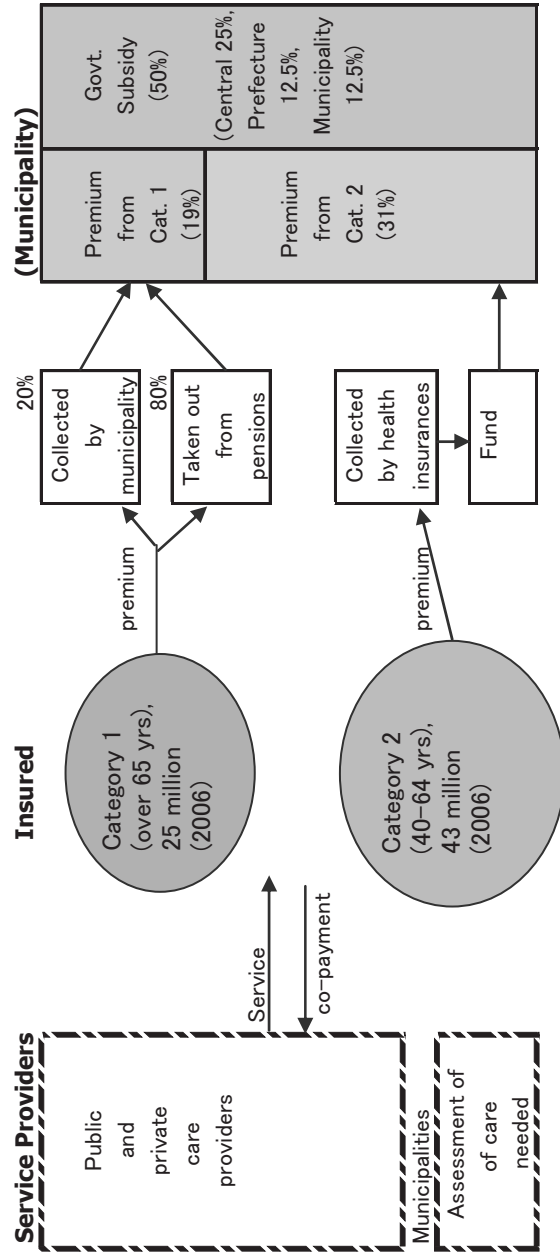 Service Providers
Public
and
private
care
providers
Municipalities
Assessment of
of care
needed
Service
co-payment
Insured
Category 1
(over 65 yrs),
25 million
(2006)
Category 2
(40-64 yrs),
43 million
(2006)
premium
premium
20%
Collected
by
municipality
80%
Taken out
from
pensions
Collected
by health
insurances
Fund
(Municipality)
Premium
from
Cat. 1
(19%)
Premium
from
Cat. 2
(31%)
Govt.
Subsidy
(50%)
(Central 25%,
Prefecture
12.5%,
Municipality
12.5%)